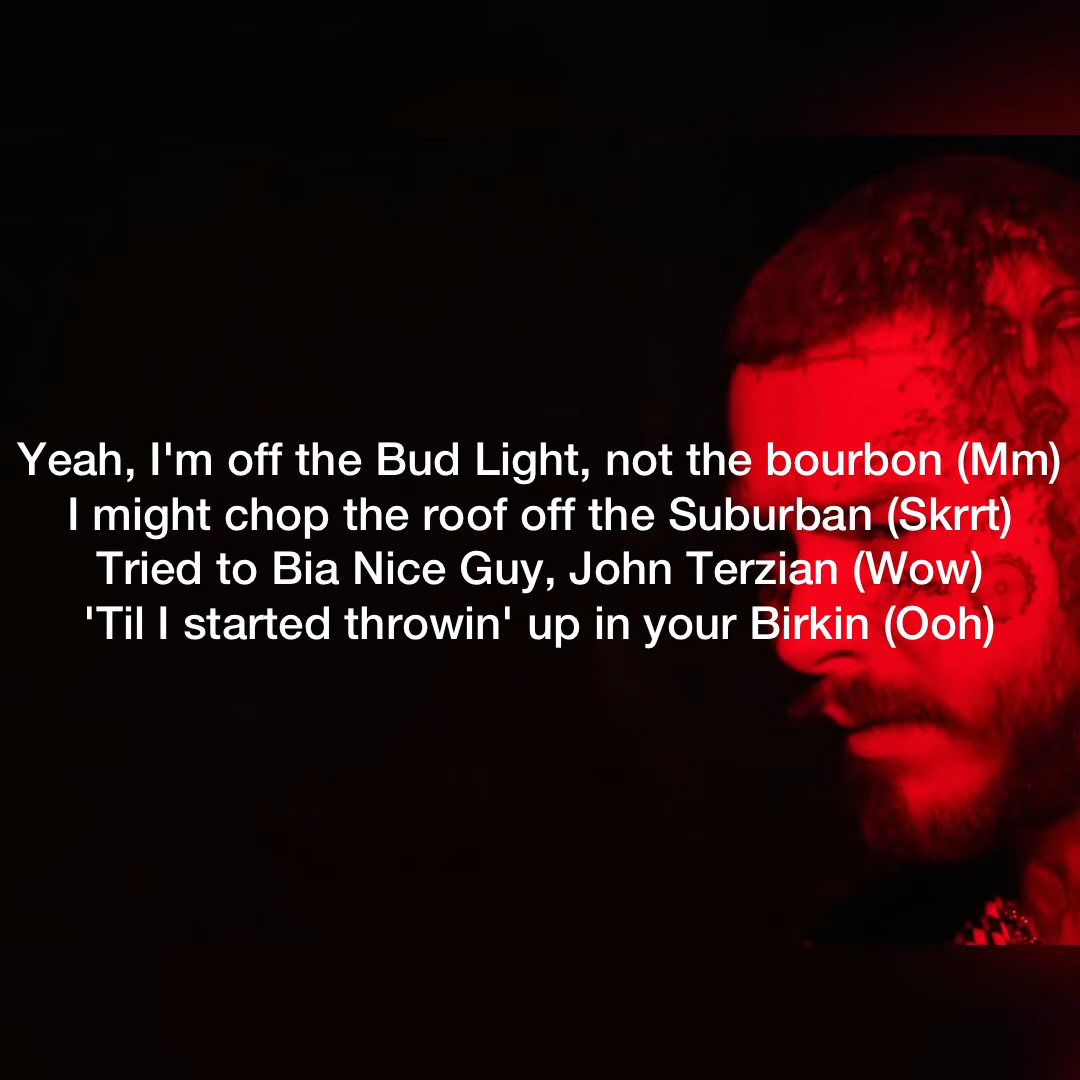 Yeah, I'm off the Bud Light, not the bourbon (Mm)
I might chop the roof off the Suburban (Skrrt)
Tried to Bia Nice Guy, John Terzian (Wow)
'Til I started throwin' up in your Birkin (Ooh)